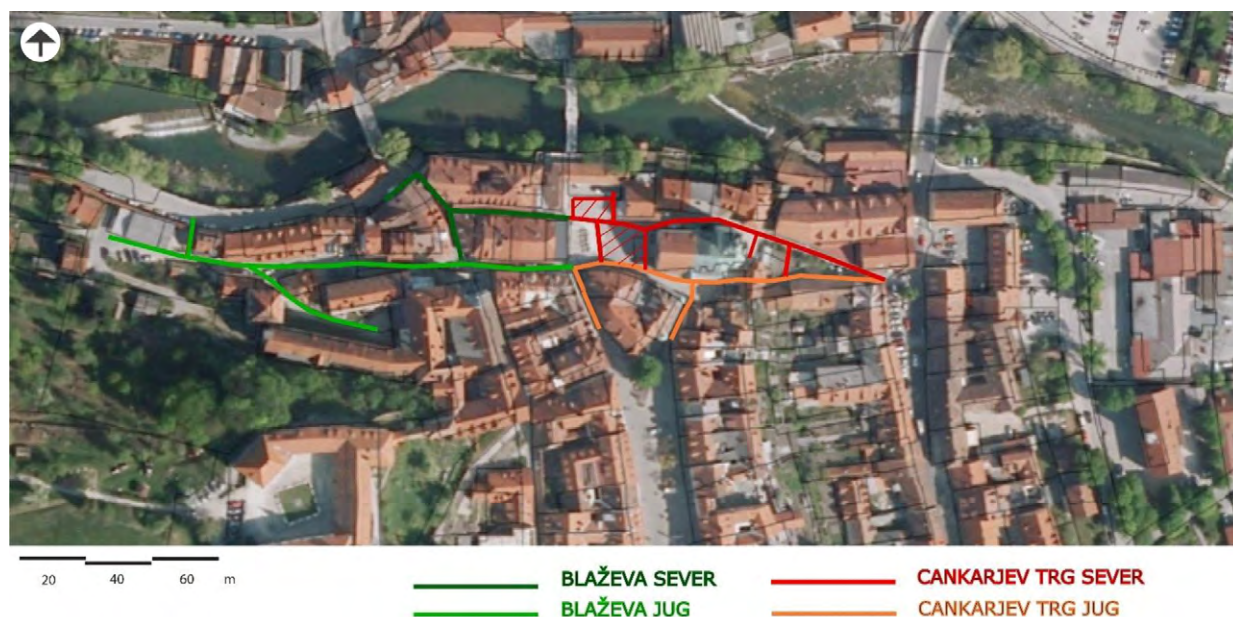 20 40 60 m
BLAŽEVA SEVER
BLAŽEVA JUG
CANKARJEV TRG SEVER
CANKARJEV TRG JUG